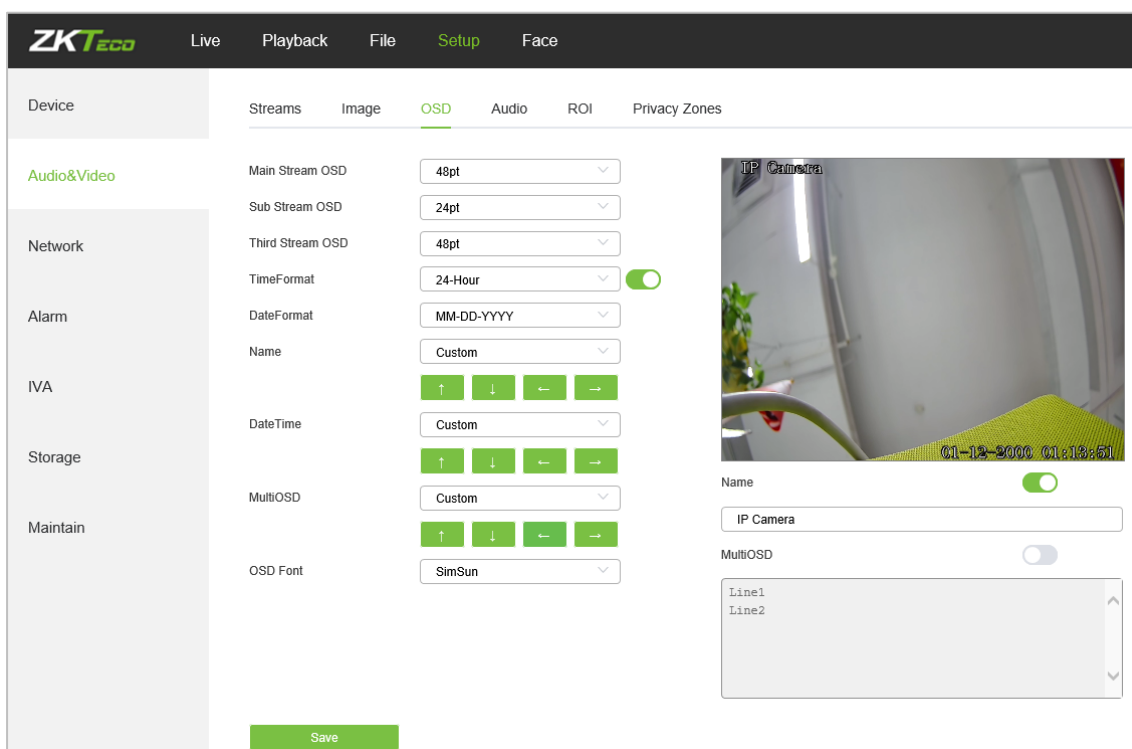 ZKTECO Live Playback File Setup Face
Device
Audio&Video
Network
Alarm
IVA
Storage
Maintain
Streams Image OSD Audio ROI Privacy Zones
Main Stream OSD 48pt
Sub Stream OSD 24pt
Third Stream OSD 48pt
TimeFormat 24-Hour
DateFormat MM-DD-YYYY
Name Custom
↑ ↓ ← →
DateTime Custom
↑ ↓ ← →
MultiOSD Custom
↑ ↓ ← →
OSD Font SimSun
IP Camera
01-12-2000 01:13:51
Name
IP Camera
MultiOSD
Line1
Line2
Save